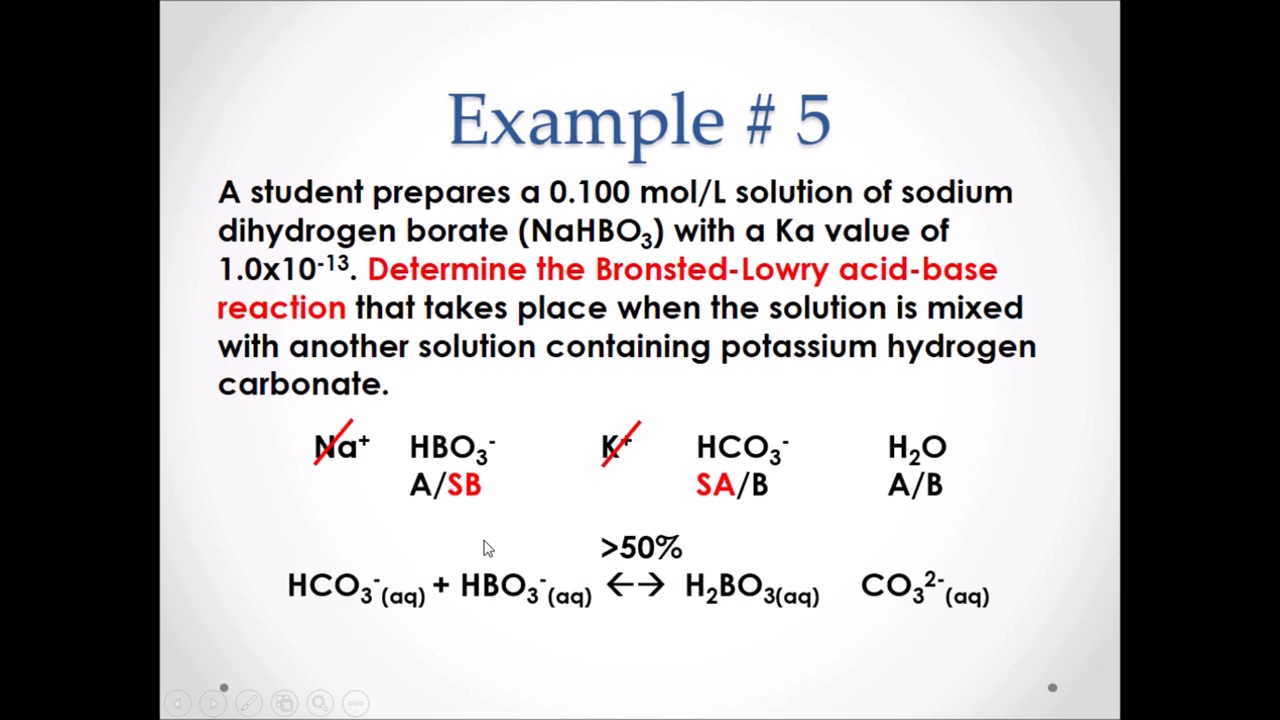 Example # 5
A student prepares a 0.100 mol/L solution of sodium
dihydrogen borate (NaHBO₃) with a Ka value of
1.0x10⁻¹³. Determine the Bronsted-Lowry acid-base
reaction that takes place when the solution is mixed
with another solution containing potassium hydrogen
carbonate.
Na⁺ HBO₃⁻ K⁺ HCO₃⁻ H₂O
A/SB SA/B A/B
>50%
HCO₃⁻(aq) + HBO₃⁻(aq) ←→ H₂BO₃(aq) CO₃²⁻(aq)